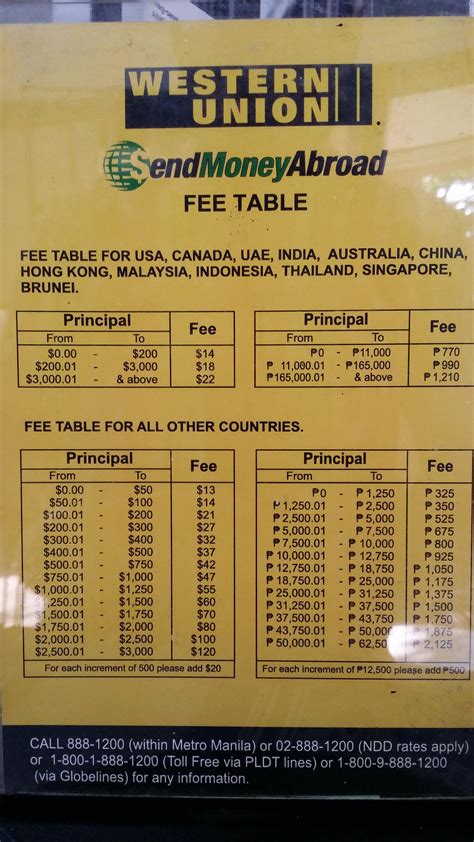 WESTERN
UNION
SendMoneyAbroad
FEE TABLE
FEE TABLE FOR USA, CANADA, UAE, INDIA, AUSTRALIA, CHINA,
HONG KONG, MALAYSIA, INDONESIA, THAILAND, SINGAPORE,
BRUNEI.
Principal Fee
From To
$0.00 - $200 $14
$200.01 - $3,000 $18
$3,000.01 - & above $22
Principal Fee
From To
₱0 - ₱11,000 ₱770
₱ 11,000.01 - ₱165,000 ₱990
₱165,000.01 - & above ₱1,210
FEE TABLE FOR ALL OTHER COUNTRIES.
Principal Fee
From To
$0.00 - $50 $13
$50.01 - $100 $14
$100.01 - $200 $21
$200.01 - $300 $27
$300.01 - $400 $32
$400.01 - $500 $37
$500.01 - $750 $42
$750.01 - $1,000 $47
$1,000.01 - $1,250 $55
,250.01 - $1,500 $60
1,500.01 - $1,750 $70
$1,750.01 - $2,000 $80
$2,000.01 - $2,500 $100
$2,500.01 - $3,000 $120
For each increment of 500 please add $20
Principal Fee
From To
₱0 - ₱ 1,250 ₱ 325
₱ 1,250.01 - ₱ 2,500 ₱ 350
₱ 2,500.01 - ₱ 5,000 ₱ 525
₱ 5,000.01 - ₱ 7,500 ₱ 675
₱ 7,500.01 - ₱ 10,000 ₱ 800
₱ 10,000.01 - ₱ 12,750 ₱ 925
₱ 12,750.01 - ₱ 18,750 ₱ 1,050
₱ 18,750.01 - ₱ 25,000 ₱ 1,175
₱ 25,000.01 - ₱ 31,250 ₱ 1,375
₱ 31,250.01 - ₱ 37,500 ₱ 1,500
₱ 37,500.01 - ₱ 43,750 ₱ 1,750
₱ 43,750.01 - ₱ 50,000 ₱ 1,875
₱ 50,000.01 - ₱ 62,50 ₱ 2,125
For each increment of ₱12,500 please add ₱500
CALL 888-1200 (within Metro Manila) or 02-888-1200 (NDD rates apply)
or 1-800-1-888-1200 (Toll Free via PLDT lines) or 1-800-9-888-1200
(via Globelines) for any information.